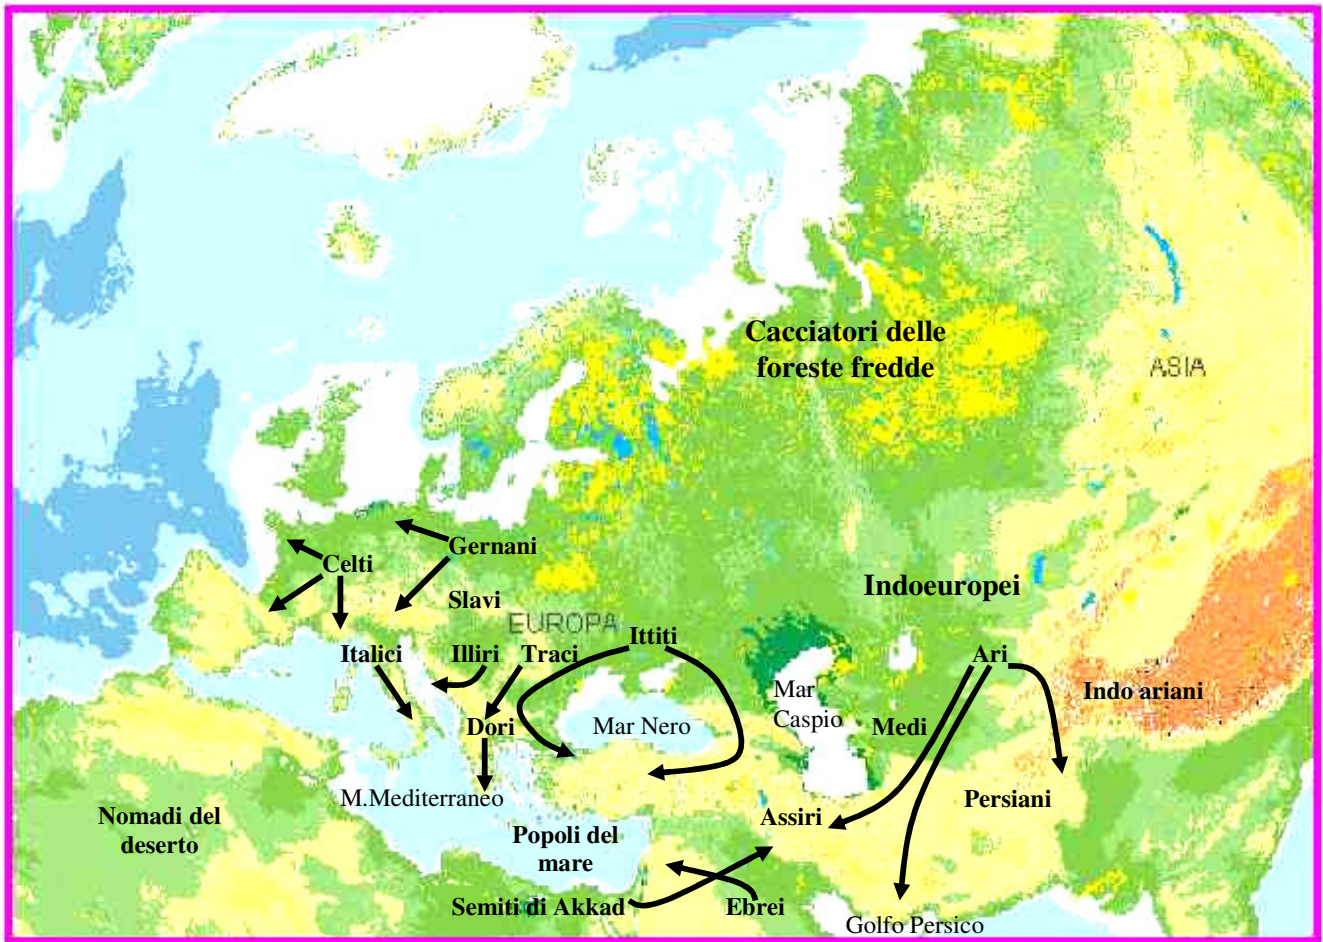 Cacciatori delle
foreste fredde
ASIA
Gernani
Celti
Indoeuropei
Slavi
EUROPA
Ittiti
Italici
Illiri
Traci
Ari
Mar
Caspio
Indo ariani
Dori
Mar Nero
Medi
M.Mediterraneo
Persiani
Nomadi del
deserto
Assiri
Popoli del
mare
Semiti di Akkad
Ebrei
Golfo Persico